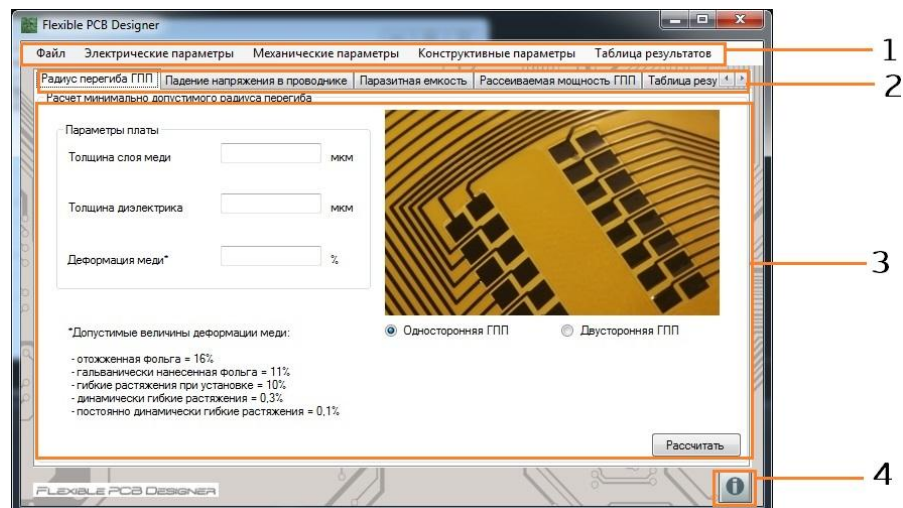 Flexible PCB Designer
Файл Электрические параметры Механические параметры Конструктивные параметры Таблица результатов
1
Радиус перегиба ГПП Падение напряжения в проводнике Паразитная емкость Рассеиваемая мощность ГПП Таблица резу
2
Расчет минимально допустимого радиуса перегиба
Параметры платы
Толщина слоя меди мкм
Толщина диэлектрика мкм
Деформация меди* %
3
Односторонняя ГПП Двусторонняя ГПП
*Допустимые величины деформации меди:
- отожженная фольга = 16%
- гальванически нанесенная фольга = 11%
- гибкие растяжения при установке = 10%
- динамически гибкие растяжения = 0,3%
- постоянно динамически гибкие растяжения = 0,1%
Рассчитать
FLEXIBLE PCB DESIGNER
4